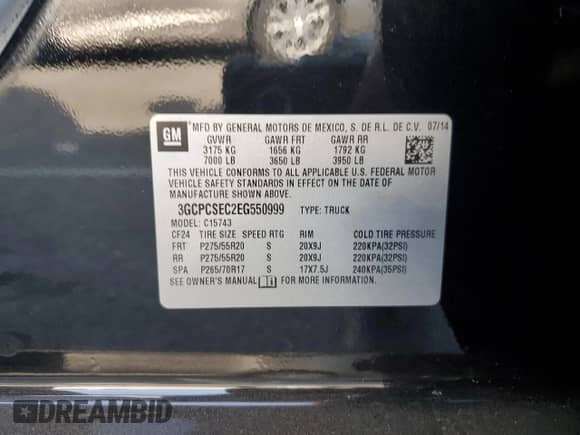 GM
MFD BY GENERAL MOTORS DE MEXICO, S. DE R.L. DE C.V. 07/14
GVWR GAWR FRT GAWR RR
3175 KG 1656 KG 1792 KG
7000 LB 3650 LB 3950 LB
THIS VEHICLE CONFORMS TO ALL APPLICABLE U.S. FEDERAL MOTOR
VEHICLE SAFETY STANDARDS IN EFFECT ON THE DATE OF
MANUFACTURE SHOWN ABOVE.
3GCPCSEC2EG550999 TYPE: TRUCK
MODEL: C15743
CF24 TIRE SIZE SPEED RTG RIM COLD TIRE PRESSURE
FRT P275/55R20 S 20X9J 220KPA(32PSI)
RR P275/55R20 S 20X9J 220KPA(32PSI)
SPA P265/70R17 S 17X7.5J 240KPA(35PSI)
SEE OWNER'S MANUAL FOR MORE INFORMATION.
DREAMBID